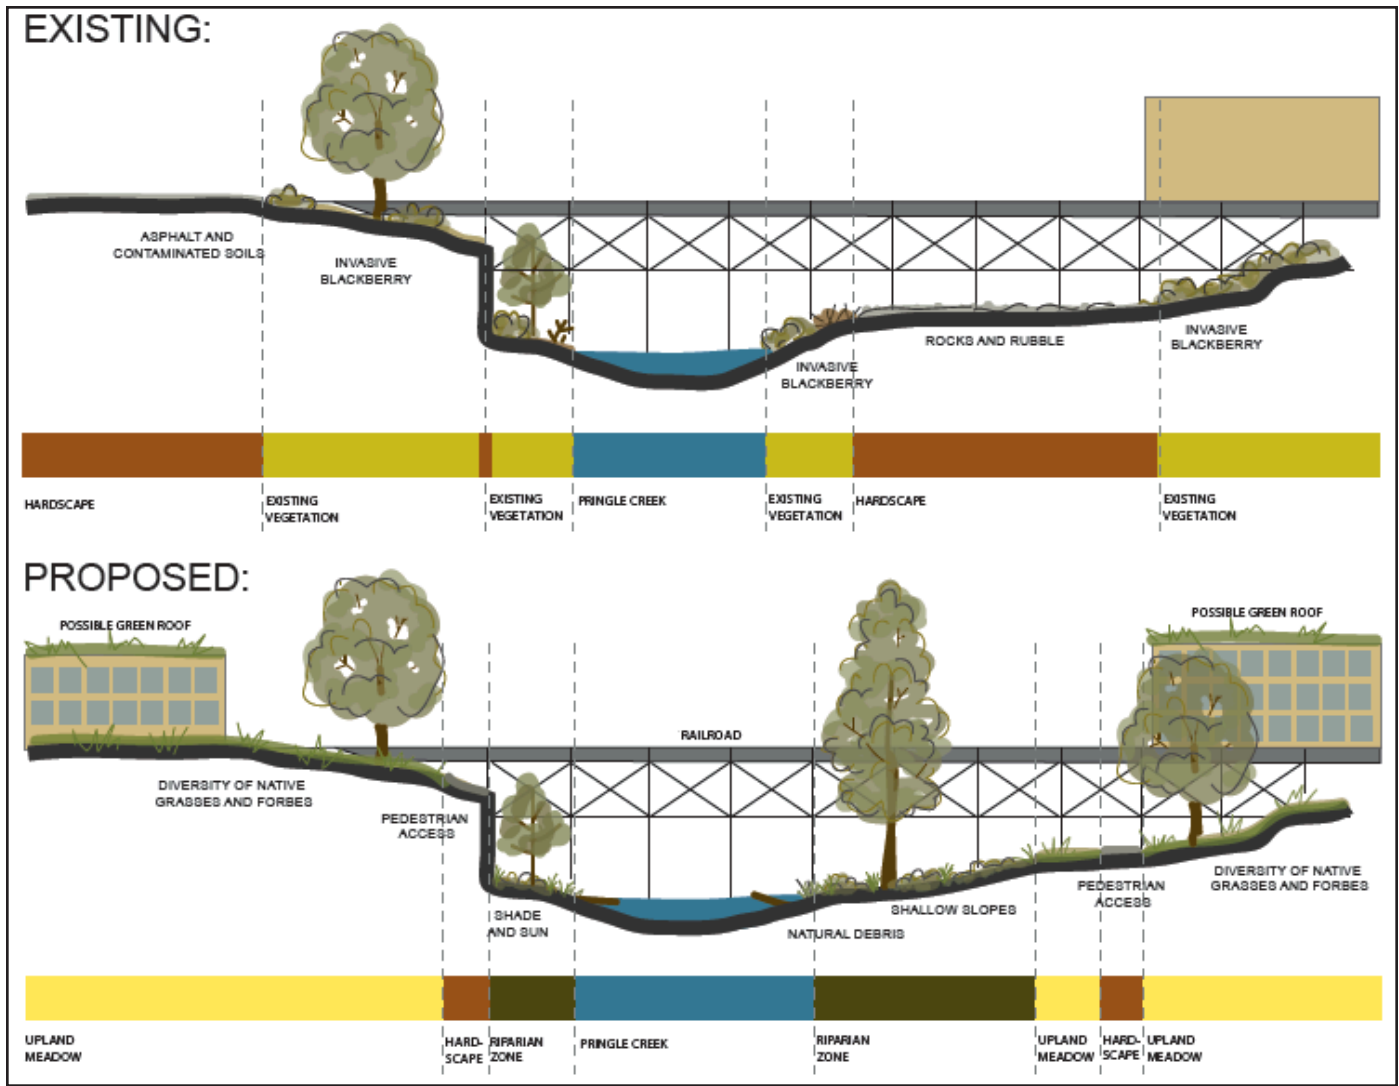 EXISTING:
ASPHALT AND
CONTAMINATED SOILS
INVASIVE
BLACKBERRY
INVASIVE
BLACKBERRY
ROCKS AND RUBBLE
INVASIVE
BLACKBERRY
HARDSCAPE
EXISTING
VEGETATION
EXISTING
VEGETATION
PRINGLE CREEK
EXISTING
VEGETATION
HARDSCAPE
EXISTING
VEGETATION
PROPOSED:
POSSIBLE GREEN ROOF
POSSIBLE GREEN ROOF
RAILROAD
DIVERSITY OF NATIVE
GRASSES AND FORBES
PEDESTRIAN
ACCESS
SHADE
AND SUN
NATURAL DEBRIS
SHALLOW SLOPES
PEDESTRIAN
ACCESS
DIVERSITY OF NATIVE
GRASSES AND FORBES
UPLAND
MEADOW
HARD-
SCAPE
RIPARIAN
ZONE
PRINGLE CREEK
RIPARIAN
ZONE
UPLAND
MEADOW
HARD-
SCAPE
UPLAND
MEADOW